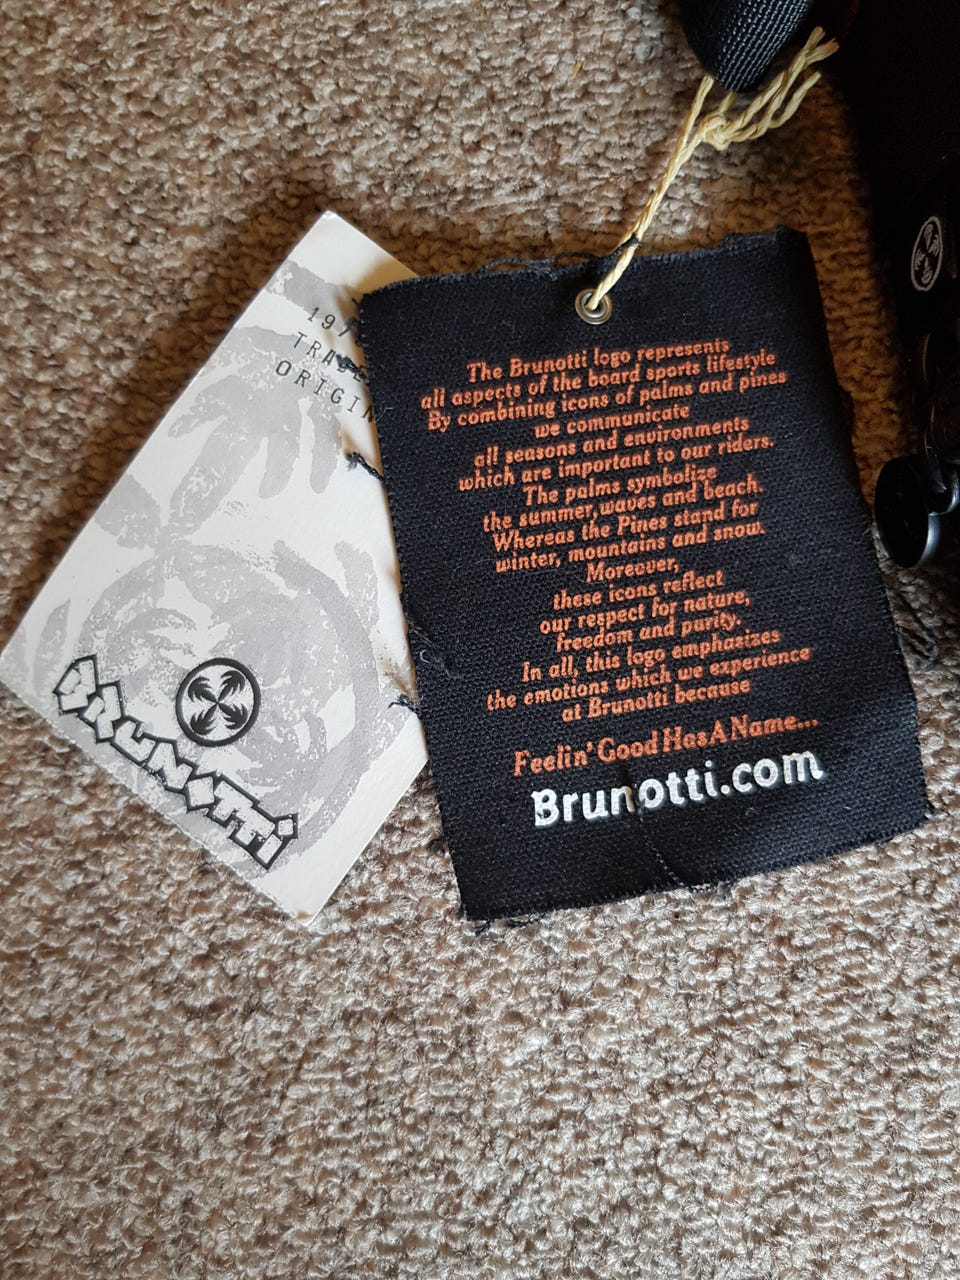 TRADE
BRUNOTTi
The Brunotti logo represents
all aspects of the board sports lifestyle
By combining icons of palms and pines
we communicate
all seasons and environments
which are important to our riders.
The palms symbolize
the summer, waves and beach.
Whereas the Pines stand for
winter, mountains and snow.
Moreover,
these icons reflect
our respect for nature,
freedom and purity.
In all, this logo emphasizes
the emotions which we experience
at Brunotti because
Feelin' Good Has A Name...
Brunotti.com